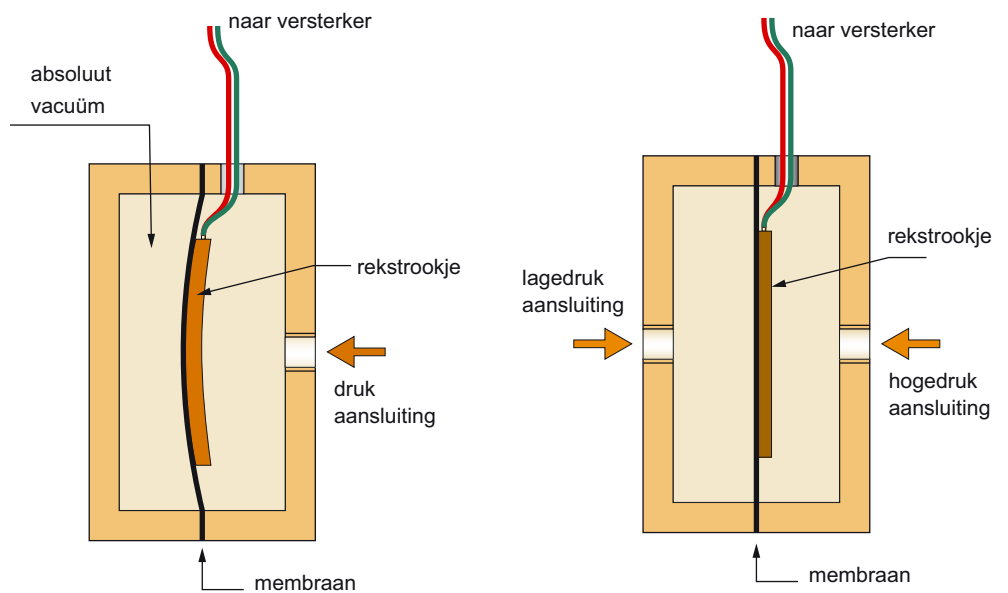 naar versterker
absoluut
vacuüm
rekstrookje
druk
aansluiting
membraan
naar versterker
rekstrookje
lagedruk
aansluiting
hogedruk
aansluiting
membraan